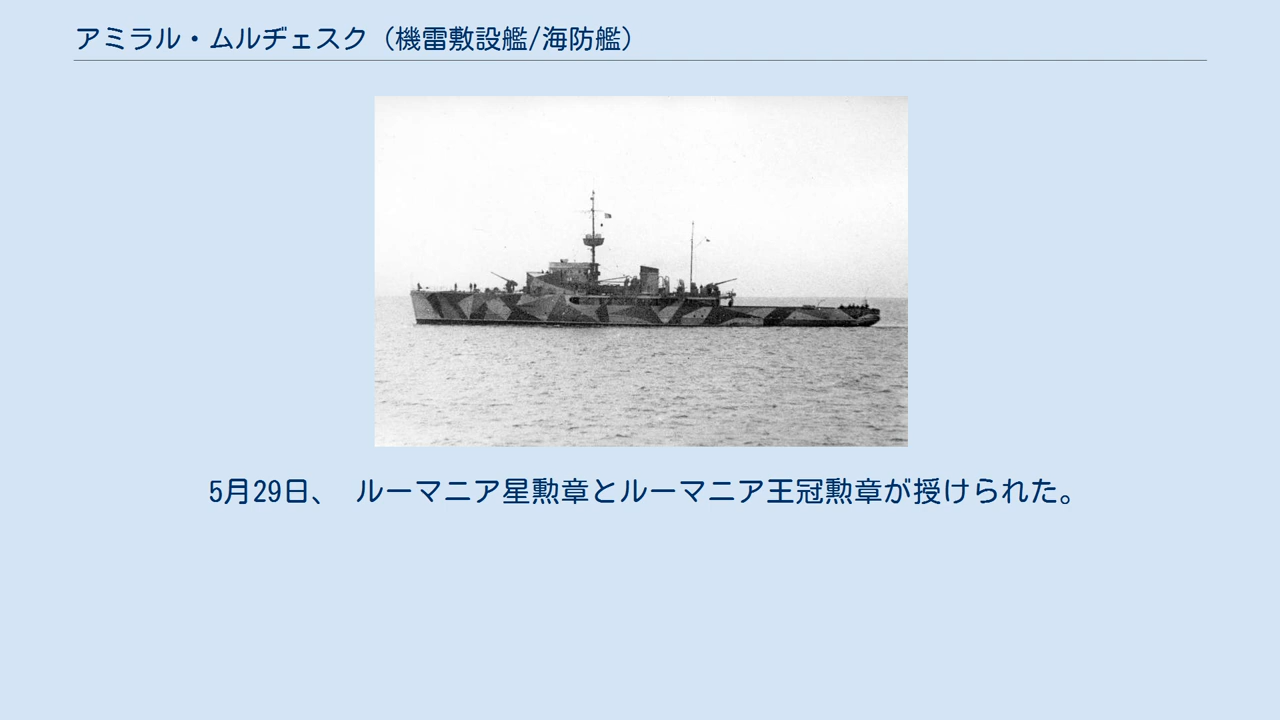 アミラル・ムルヂェスク（機雷敷設艦/海防艦）
5月29日、 ルーマニア星勲章とルーマニア王冠勲章が授けられた。